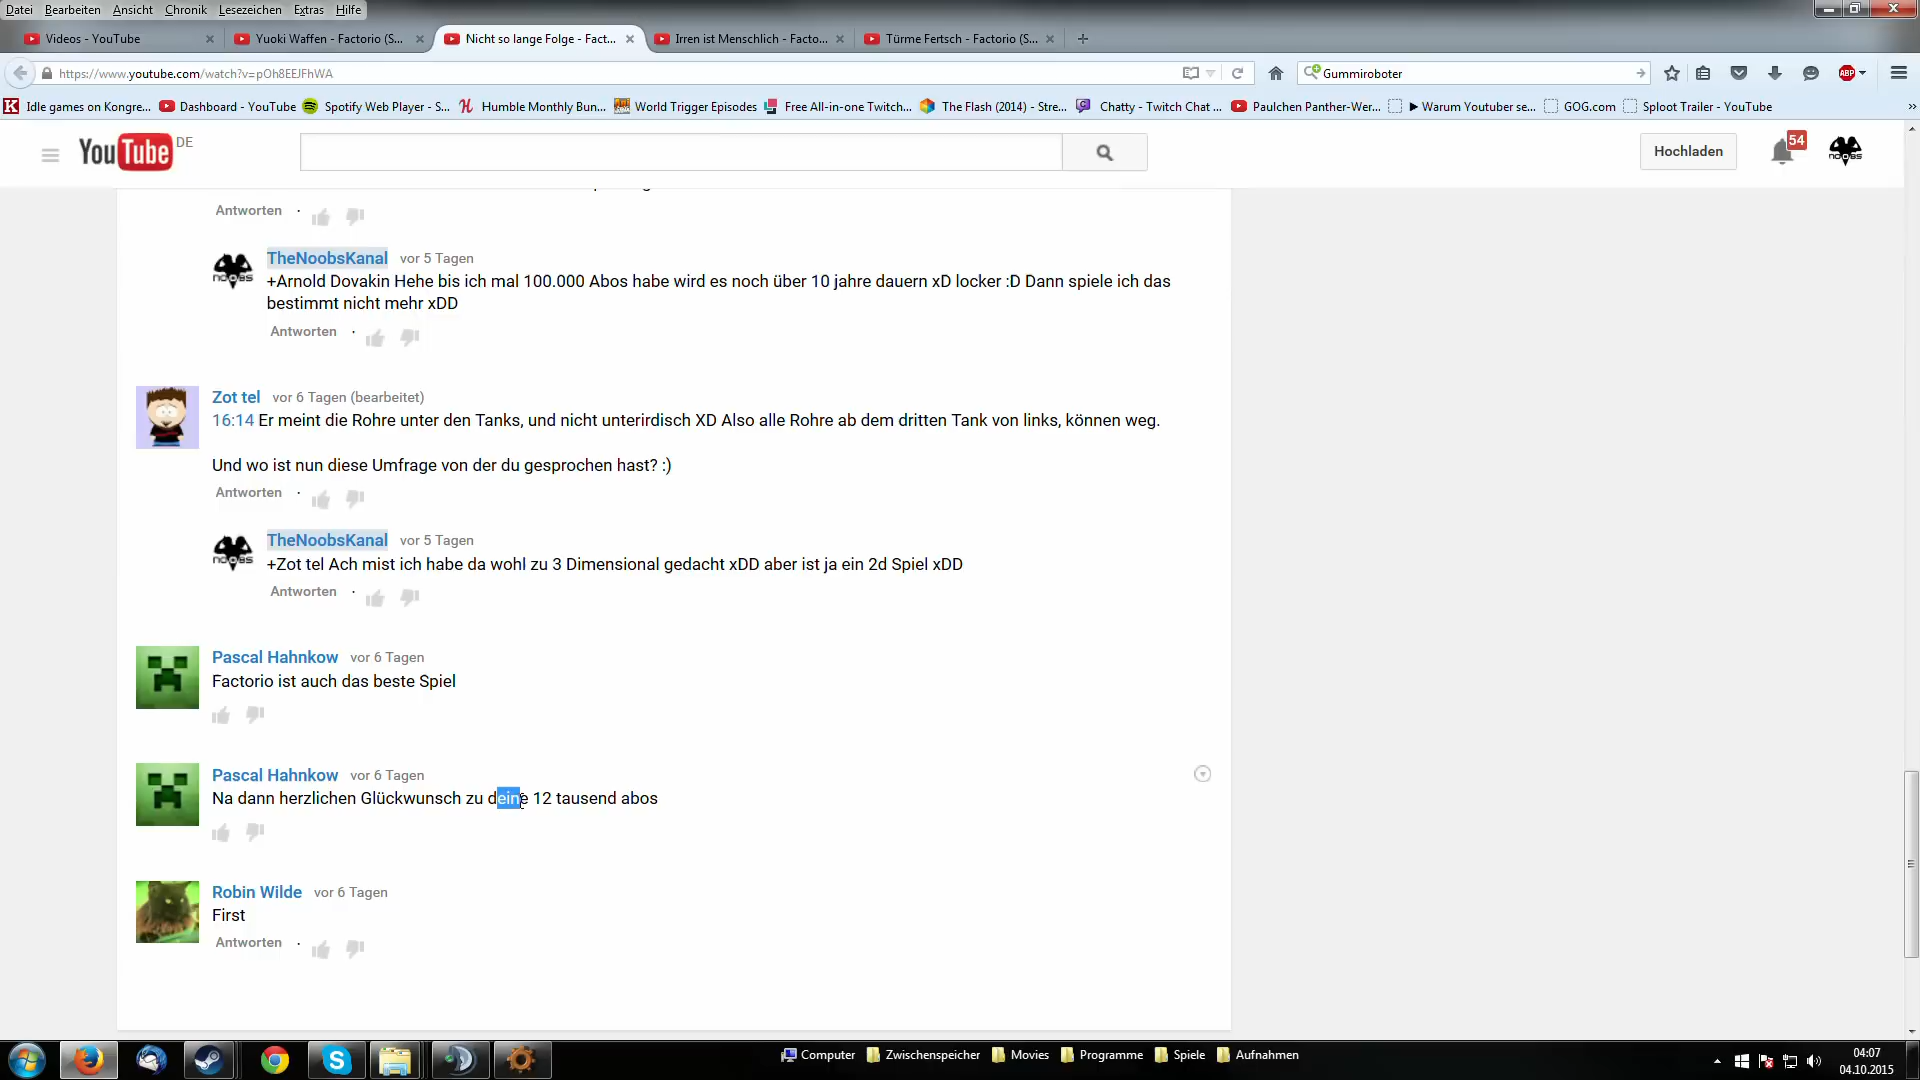 Datei Bearbeiten Ansicht Chronik Lesezeichen Extras Hilfe
Videos - YouTube
Yuoki Waffen - Factorio (S...
Nicht so lange Folge - Fact...
Irren ist Menschlich - Facto...
Türme Fertsch - Factorio (S...
https://www.youtube.com/watch?v=pOh8EEJFhWA
Gummiroboter
ABP
K Idle games on Kongre... Dashboard - YouTube Spotify Web Player - S... Humble Monthly Bun... World Trigger Episodes Free All-in-one Twitch... The Flash (2014) - Stre... Chatty - Twitch Chat ... Paulchen Panther-Wer... ▶ Warum Youtuber se... GOG.com Sploot Trailer - YouTube »
YouTube DE
Hochladen
54
NOOBS
Antworten ·
NOOBS
TheNoobsKanal vor 5 Tagen
+Arnold Dovakin Hehe bis ich mal 100.000 Abos habe wird es noch über 10 jahre dauern xD locker :D Dann spiele ich das
bestimmt nicht mehr xDD
Antworten ·
Zot tel vor 6 Tagen (bearbeitet)
16:14 Er meint die Rohre unter den Tanks, und nicht unterirdisch XD Also alle Rohre ab dem dritten Tank von links, können weg.
Und wo ist nun diese Umfrage von der du gesprochen hast? :)
Antworten ·
NOOBS
TheNoobsKanal vor 5 Tagen
+Zot tel Ach mist ich habe da wohl zu 3 Dimensional gedacht xDD aber ist ja ein 2d Spiel xDD
Antworten ·
Pascal Hahnkow vor 6 Tagen
Factorio ist auch das beste Spiel
Pascal Hahnkow vor 6 Tagen
Na dann herzlichen Glückwunsch zu deine 12 tausend abos
Robin Wilde vor 6 Tagen
First
Antworten ·
Computer Zwischenspeicher Movies Programme Spiele Aufnahmen
04:07
04.10.2015